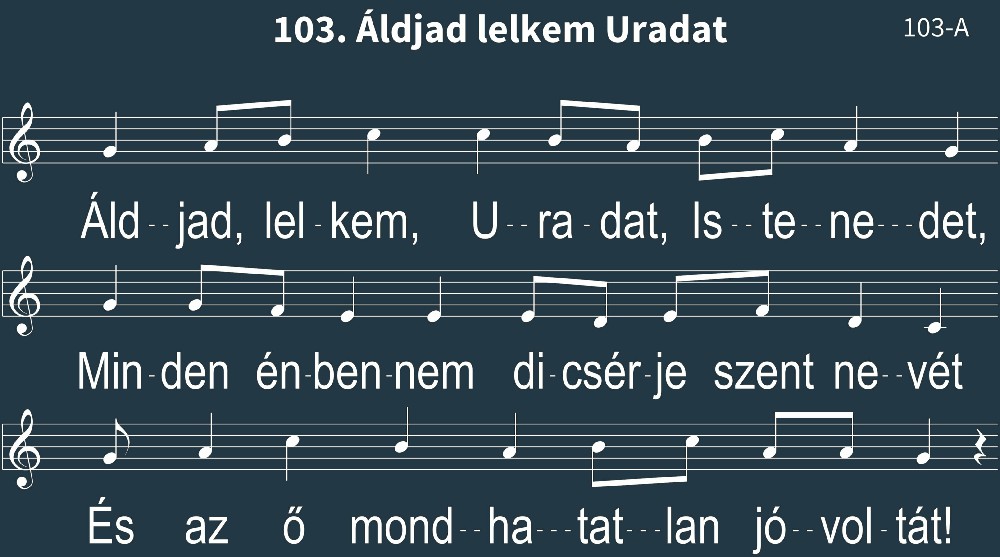 103. Áldjad lelkem Uradat
103-A
Áld - - jad, lel - kem, U - - ra - dat, Is - - te - - ne - - - det,
Min - den én - ben - nem di - csér - je szent ne - - vét
És az ő mond - - ha - - - tat - - - lan jó - - vol - tát!